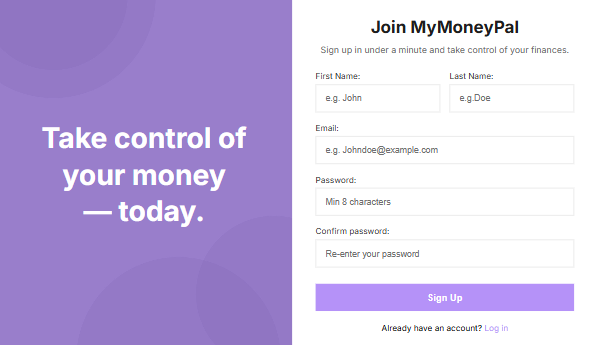 Take control of
your money
— today.
Join MyMoneyPal
Sign up in under a minute and take control of your finances.
First Name:
e.g. John
Last Name:
e.g.Doe
Email:
e.g. Johndoe@example.com
Password:
Min 8 characters
Confirm password:
Re-enter your password
Sign Up
Already have an account? Log in